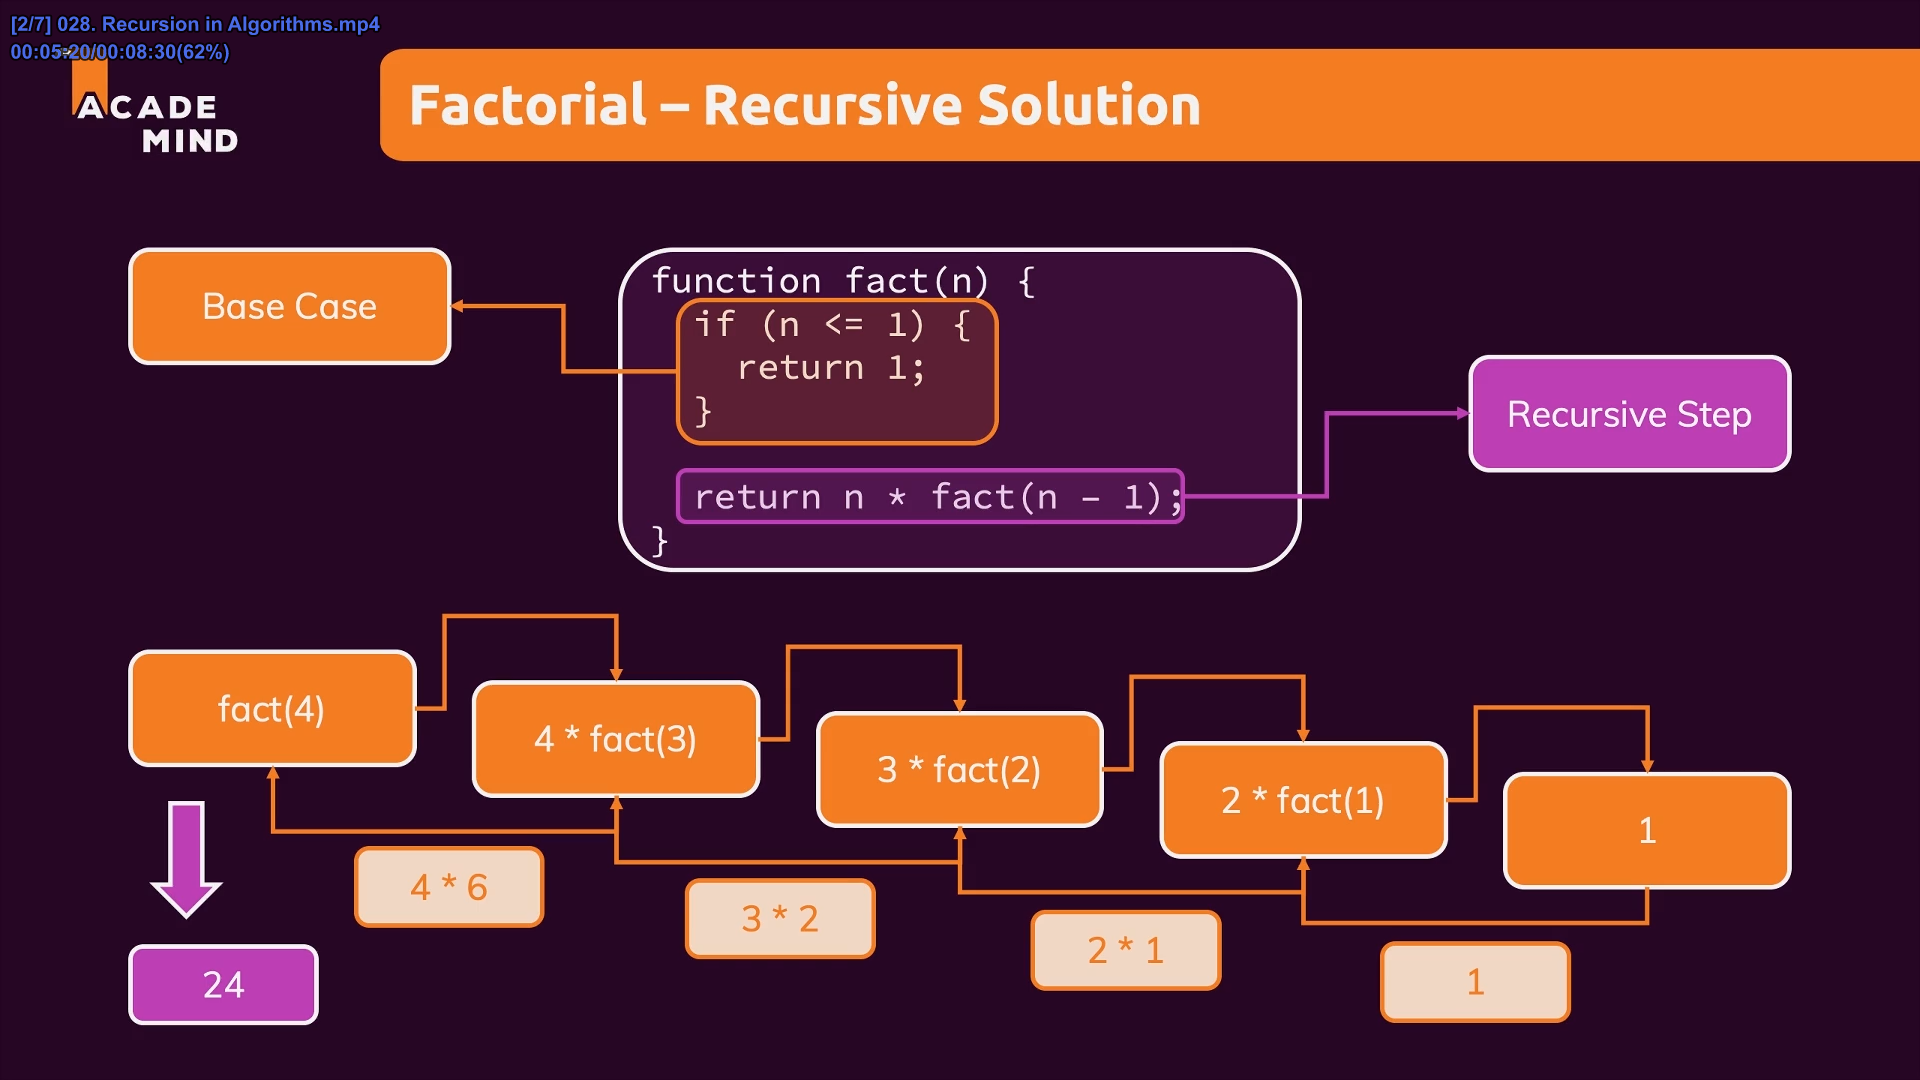 [2/7] 028. Recursion in Algorithms.mp4
00:05:20/00:08:30(62%)
ACADE
MIND
Factorial – Recursive Solution
Base Case
function fact(n) {
if (n <= 1) {
return 1;
}
return n * fact(n – 1);
}
Recursive Step
fact(4)
4 * fact(3)
3 * fact(2)
2 * fact(1)
1
4 * 6
3 * 2
2 * 1
1
24